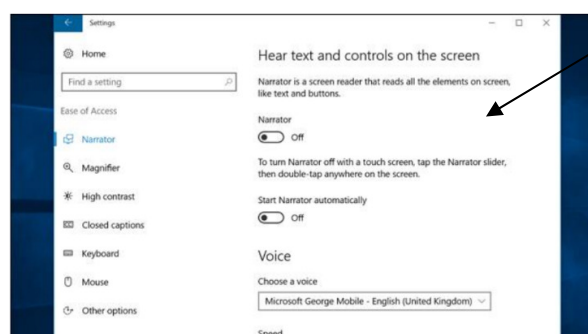 Settings
Home
Find a setting
Ease of Access
Narrator
Magnifier
High contrast
Closed captions
Keyboard
Mouse
Other options
Hear text and controls on the screen
Narrator is a screen reader that reads all the elements on screen,
like text and buttons.
Narrator
Off
To turn Narrator off with a touch screen, tap the Narrator slider,
then double-tap anywhere on the screen.
Start Narrator automatically
Off
Voice
Choose a voice
Microsoft George Mobile - English (United Kingdom)
Speed